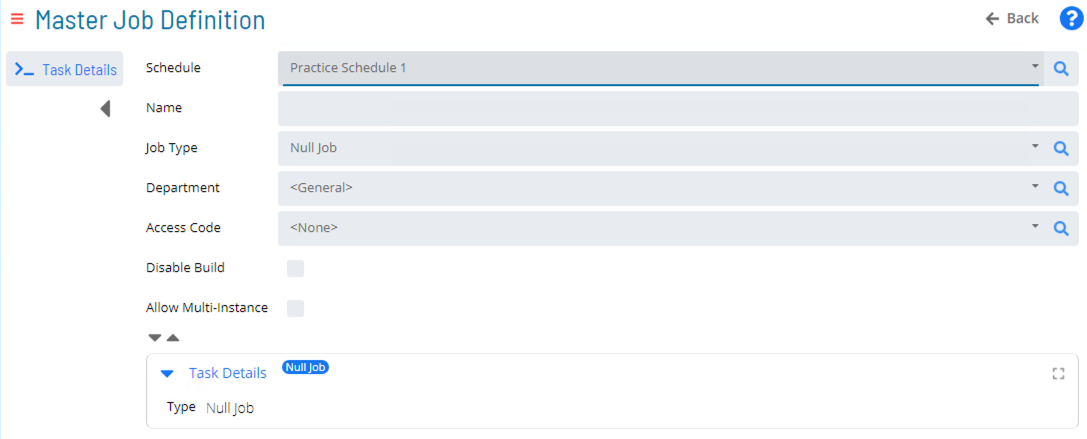 Master Job Definition
Back
?
Task Details
Schedule
Practice Schedule 1
Name
Job Type
Null Job
Department
<General>
Access Code
<None>
Disable Build
Allow Multi-Instance
Task Details Null Job
Type Null Job